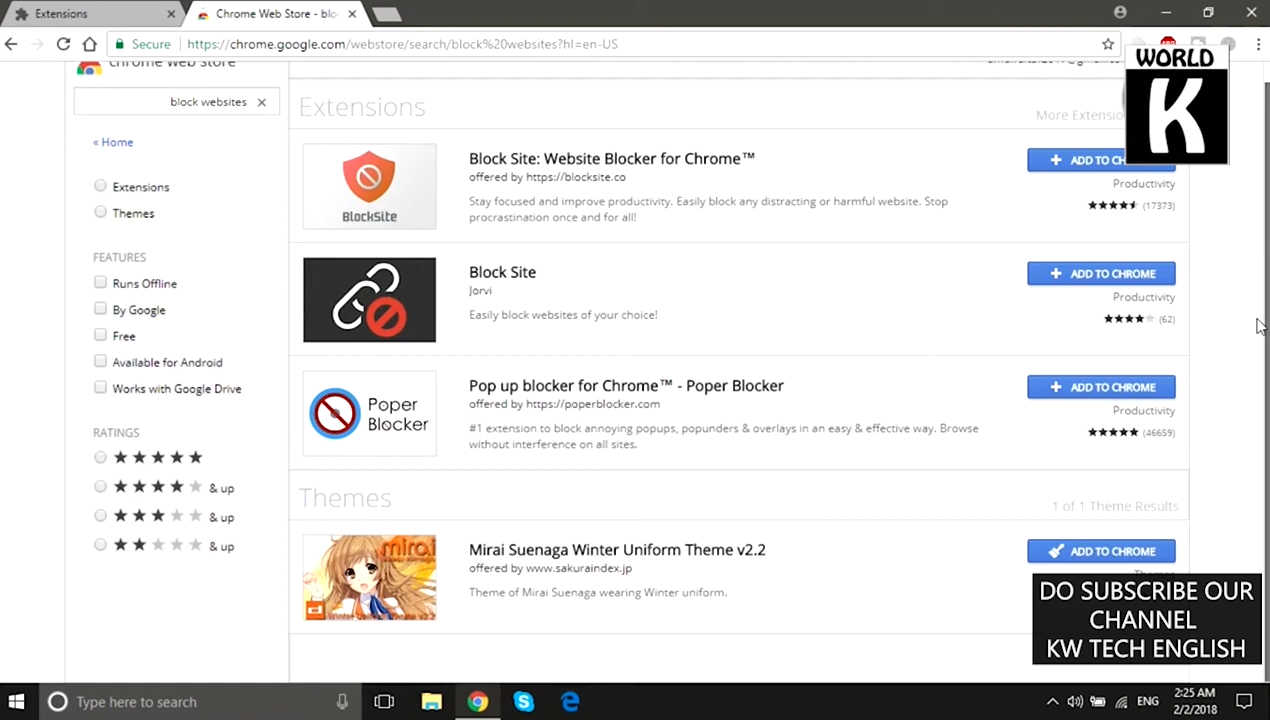 Extensions
Chrome Web Store - blo
Secure
https://chrome.google.com/webstore/search/block%20websites?hl=en-US
chrome web store
block websites
« Home
Extensions
Themes
FEATURES
Runs Offline
By Google
Free
Available for Android
Works with Google Drive
RATINGS
& up
& up
& up
Extensions
More Extensio
WORLD
K
BlockSite
Block Site: Website Blocker for Chrome™
offered by https://blocksite.co
Stay focused and improve productivity. Easily block any distracting or harmful website. Stop
procrastination once and for all!
ADD TO CH
Productivity
(17373)
Block Site
Jorvi
Easily block websites of your choice!
ADD TO CHROME
Productivity
(62)
Poper
Blocker
Pop up blocker for Chrome™ - Poper Blocker
offered by https://poperblocker.com
#1 extension to block annoying popups, popunders & overlays in an easy & effective way. Browse
without interference on all sites.
ADD TO CHROME
Productivity
(46659)
Themes
1 of 1 Theme Results
mirai
Winter Uniform Theme v2.2
Mirai Suenaga Winter Uniform Theme v2.2
offered by www.sakuraindex.jp
Theme of Mirai Suenaga wearing Winter uniform.
ADD TO CHROME
DO SUBSCRIBE OUR
CHANNEL
KW TECH ENGLISH
Type here to search
ENG
2:25 AM
2/2/2018